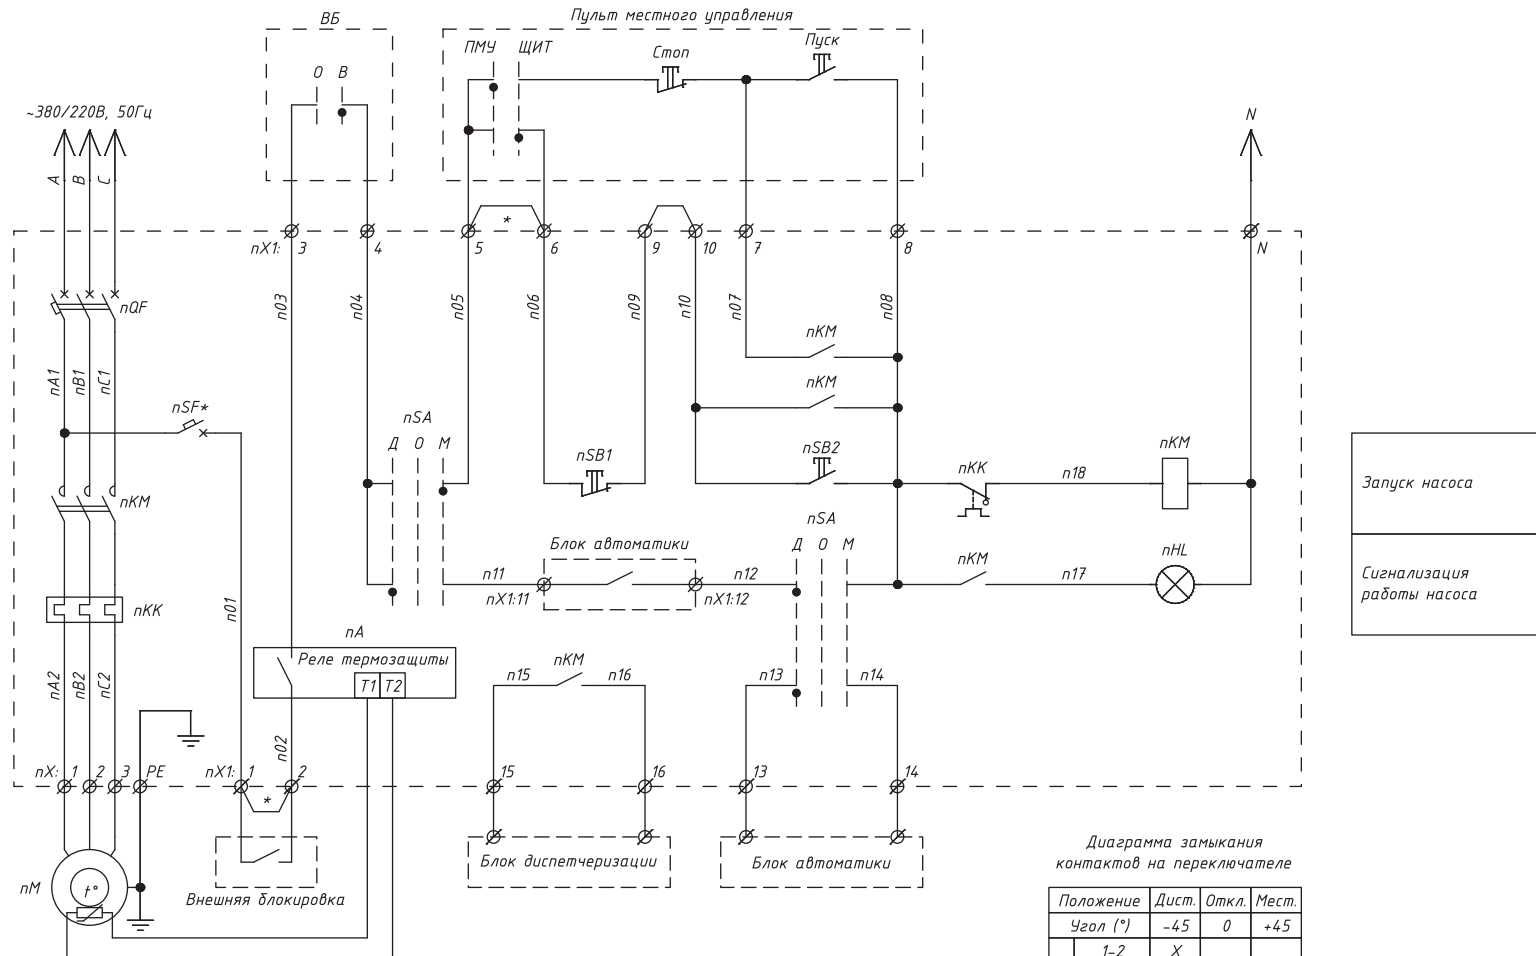 ВБ
Пульт местного управления
ПМУ ЩИТ
Стоп
Пуск
О В
~380/220В, 50Гц
N
A
B
C
*
nX1: 3
4
5
6
9
10
7
8
N
nQF
n03
n04
n05
n06
n09
n10
n07
n08
nKM
nA1
nB1
nC1
nKM
nSF*
nSA
Д О М
nSB1
nSB2
nKK
n18
nKM
Запуск насоса
nKM
nSA
Д О М
Блок автоматики
n11
nX1:11
n12
nX1:12
nKM
n17
nHL
Сигнализация
работы насоса
nKK
n01
nA
Реле термозащиты
T1 T2
nA2
nB2
nC2
n02
n15
nKM
n16
n13
n14
nX: 1
2
3
PE
nX1: 1
2
15
16
13
14
*
Блок диспетчеризации
Блок автоматики
nM
t°
Внешняя блокировка
Диаграмма замыкания
контактов на переключателе
Положение Дист. Откл. Мест.
Угол (°) -45 0 +45
1-2 X